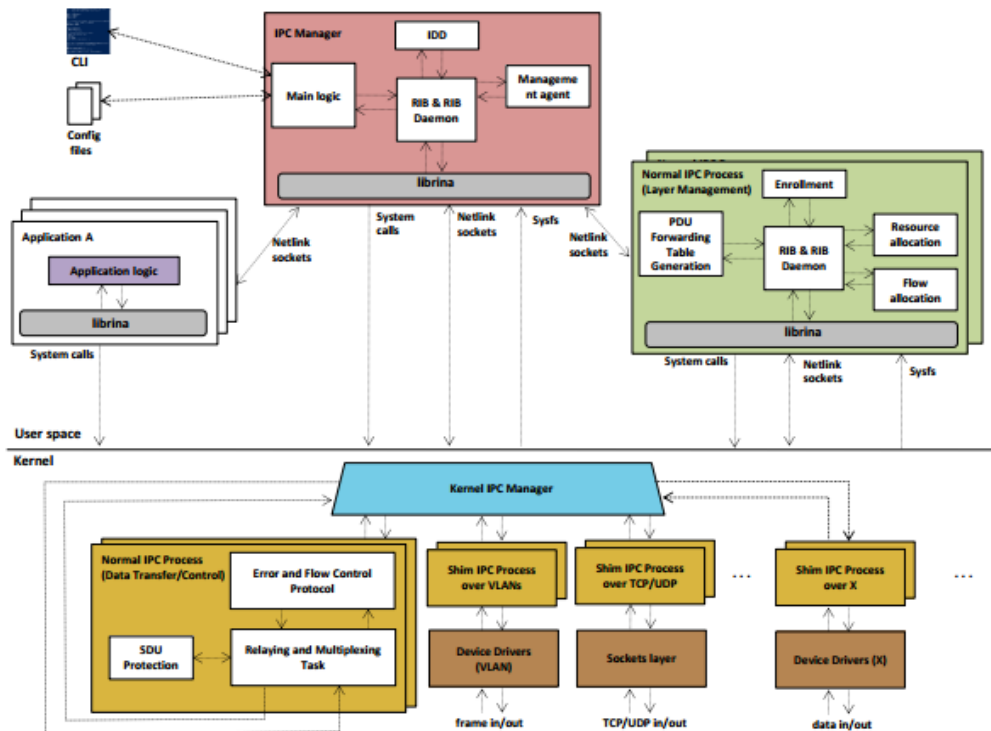 IPC Manager
IDD
CLI
Main logic
RIB & RIB
Daemon
Manageme
nt agent
Config
files
librina
Normal IPC Process
(Layer Management)
Enrollment
PDU
Forwarding
Table
Generation
RIB & RIB
Daemon
Resource
allocation
Flow
allocation
librina
Application A
Application logic
librina
Netlink
sockets
System
calls
Netlink
sockets
Sysfs
Netlink
sockets
System calls
System calls
Netlink
sockets
Sysfs
User space
Kernel
Kernel IPC Manager
Normal IPC Process
(Data Transfer/Control)
Error and Flow Control
Protocol
SDU
Protection
Relaying and Multiplexing
Task
Shim IPC Process
over VLANs
Shim IPC Process
over TCP/UDP
...
Shim IPC Process
over X
...
Device Drivers
(VLAN)
Sockets layer
Device Drivers (X)
frame in/out
TCP/UDP in/out
data in/out